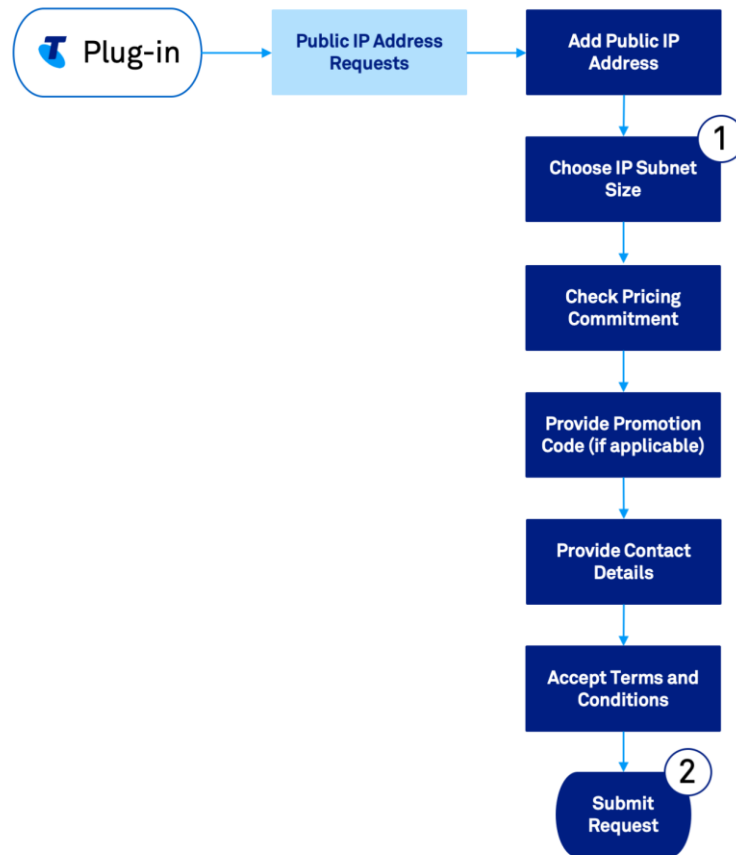 T Plug-in
Public IP Address
Requests
Add Public IP
Address
1
Choose IP Subnet
Size
Check Pricing
Commitment
Provide Promotion
Code (if applicable)
Provide Contact
Details
Accept Terms and
Conditions
2
Submit
Request